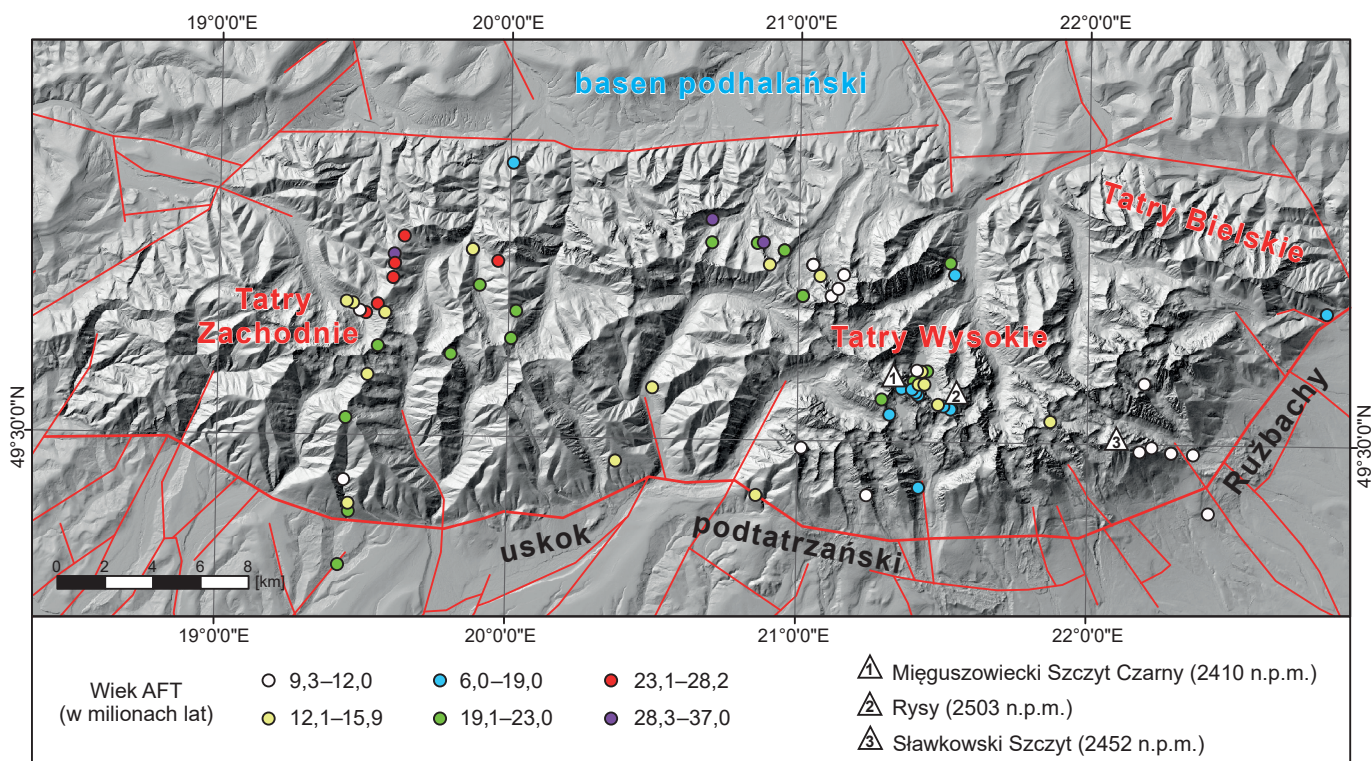 19°0'0"E 20°0'0"E 21°0'0"E 22°0'0"E
basen podhalański
Tatry Bielskie
Tatry
Zachodnie
Tatry Wysokie
1
2
3
49°30'0"N
49°30'0"N
Rużbachy
uskok podtatrzański
0 2 4 6 8
[km]
19°0'0"E 20°0'0"E 21°0'0"E 22°0'0"E
Wiek AFT
(w milionach lat)
9,3–12,0 6,0–19,0 23,1–28,2
12,1–15,9 19,1–23,0 28,3–37,0
1 Mięguszowiecki Szczyt Czarny (2410 n.p.m.)
2 Rysy (2503 n.p.m.)
3 Sławkowski Szczyt (2452 n.p.m.)